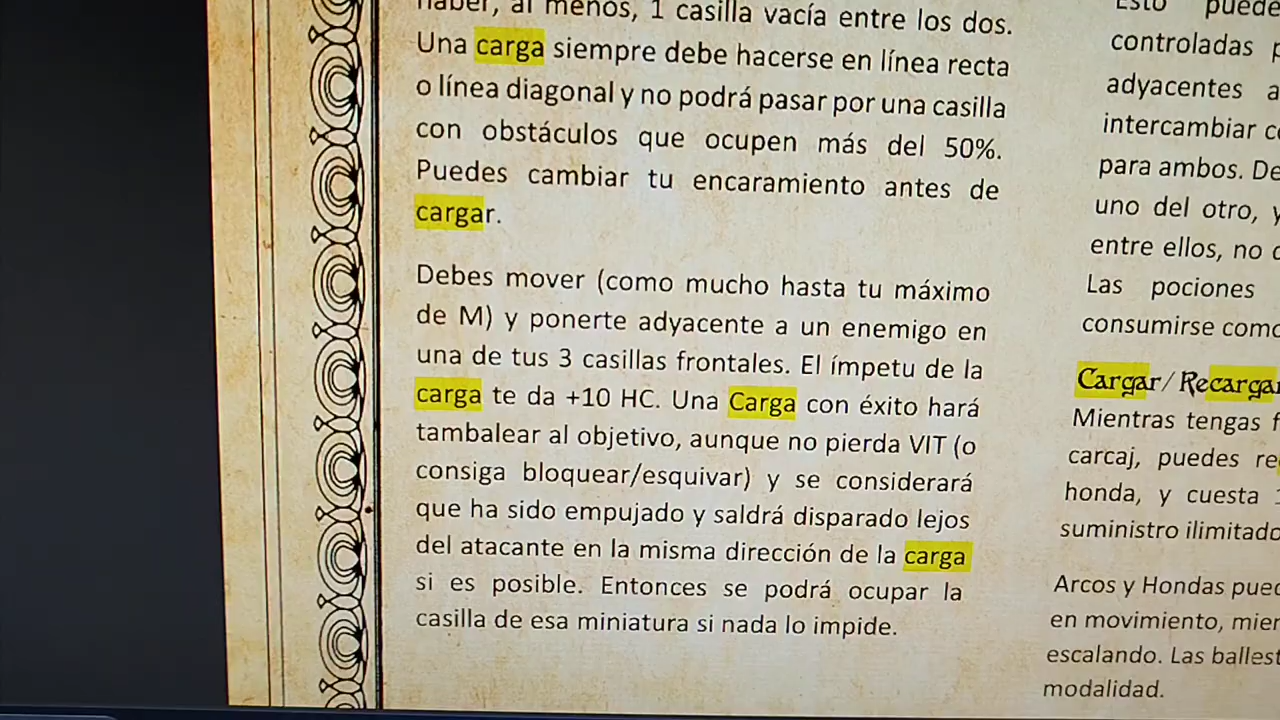 haber, al menos, 1 casilla vacía entre los dos.
Una carga siempre debe hacerse en línea recta
o línea diagonal y no podrá pasar por una casilla
con obstáculos que ocupen más del 50%.
Puedes cambiar tu encaramiento antes de
cargar.
Debes mover (como mucho hasta tu máximo
de M) y ponerte adyacente a un enemigo en
una de tus 3 casillas frontales. El ímpetu de la
carga te da +10 HC. Una Carga con éxito hará
tambalear al objetivo, aunque no pierda VIT (o
consiga bloquear/esquivar) y se considerará
que ha sido empujado y saldrá disparado lejos
del atacante en la misma dirección de la carga
si es posible. Entonces se podrá ocupar la
casilla de esa miniatura si nada lo impide.
Esto puede
controladas
adyacentes a
intercambiar
para ambos.
uno del otro, y
entre ellos, no
Las pociones
consumirse como
Cargar/Recargar
Mientras tengas
carcaj, puedes
honda, y cuesta
suministro ilimitado
Arcos y Hondas
en movimiento,
escalando. Las
modalidad.